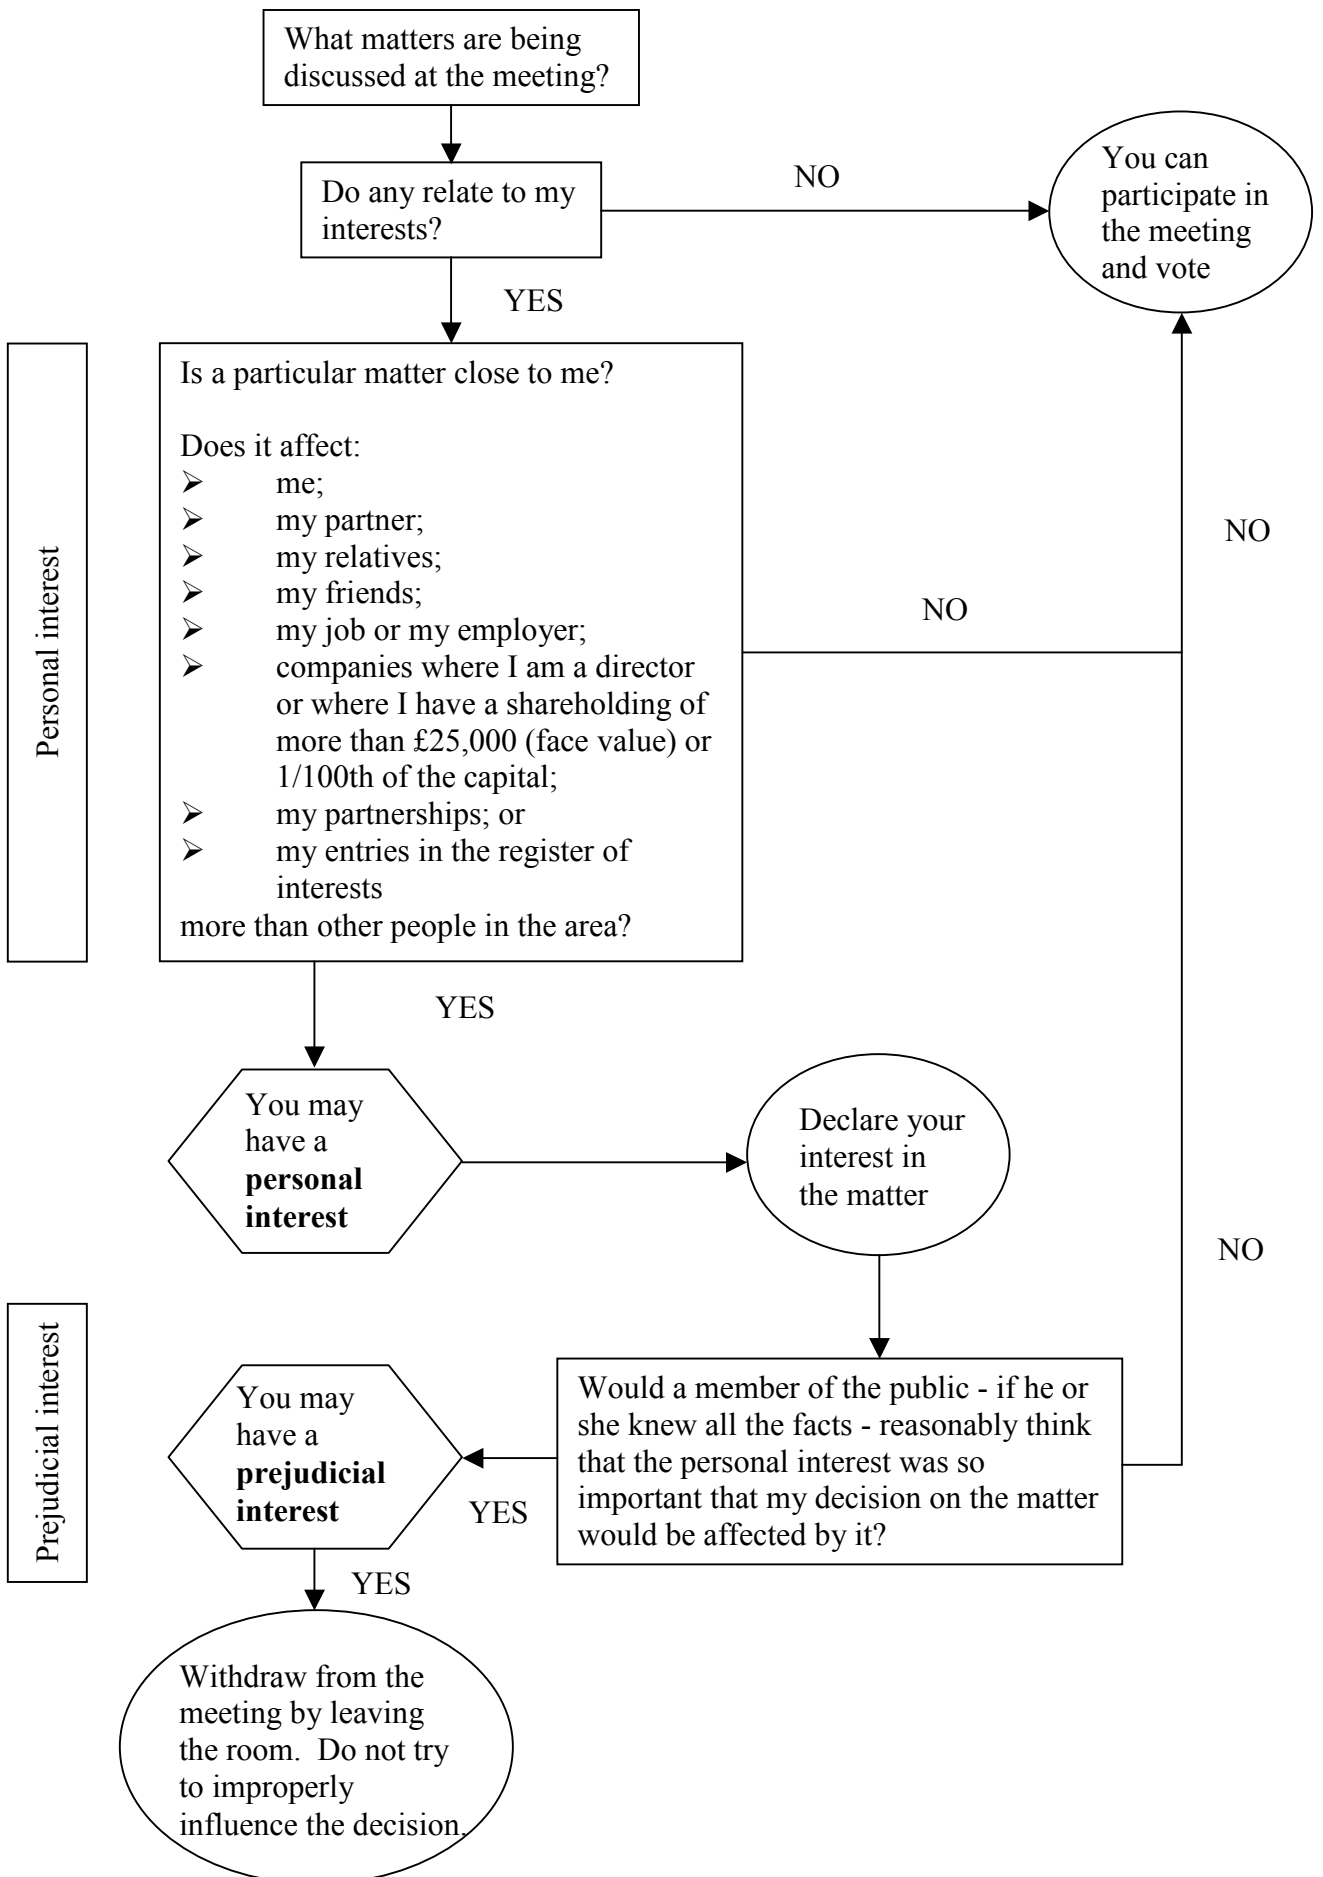 What matters are being
discussed at the meeting?
Do any relate to my
interests?
NO
You can
participate in
the meeting
and vote
YES
Personal interest
Is a particular matter close to me?
Does it affect:
➢ me;
➢ my partner;
➢ my relatives;
➢ my friends;
➢ my job or my employer;
➢ companies where I am a director
or where I have a shareholding of
more than £25,000 (face value) or
1/100th of the capital;
➢ my partnerships; or
➢ my entries in the register of
interests
more than other people in the area?
NO
NO
YES
You may
have a
personal
interest
Declare your
interest in
the matter
NO
Prejudicial interest
Would a member of the public - if he or
she knew all the facts - reasonably think
that the personal interest was so
important that my decision on the matter
would be affected by it?
YES
You may
have a
prejudicial
interest
YES
Withdraw from the
meeting by leaving
the room.  Do not try
to improperly
influence the decision.